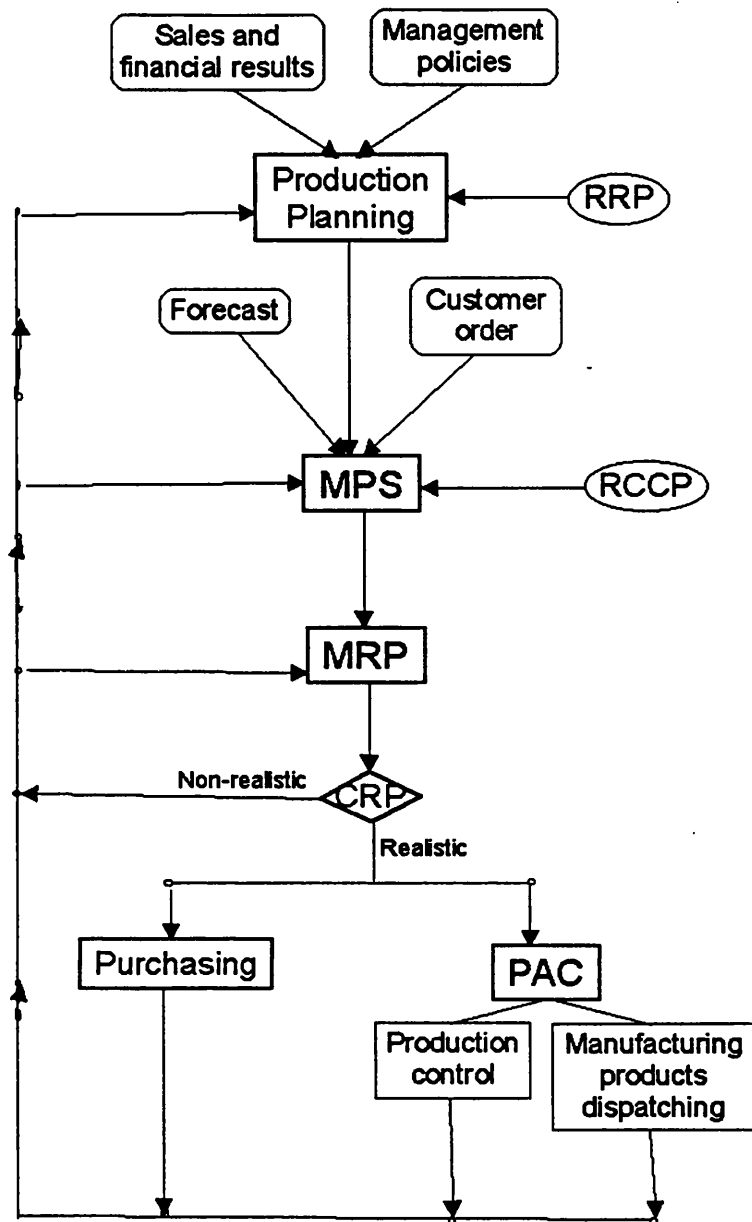 Sales and
financial results
Management
policies
Production
Planning
RRP
Forecast
Customer
order
MPS
RCCP
MRP
Non-realistic
CRP
Realistic
Purchasing
PAC
Production
control
Manufacturing
products
dispatching